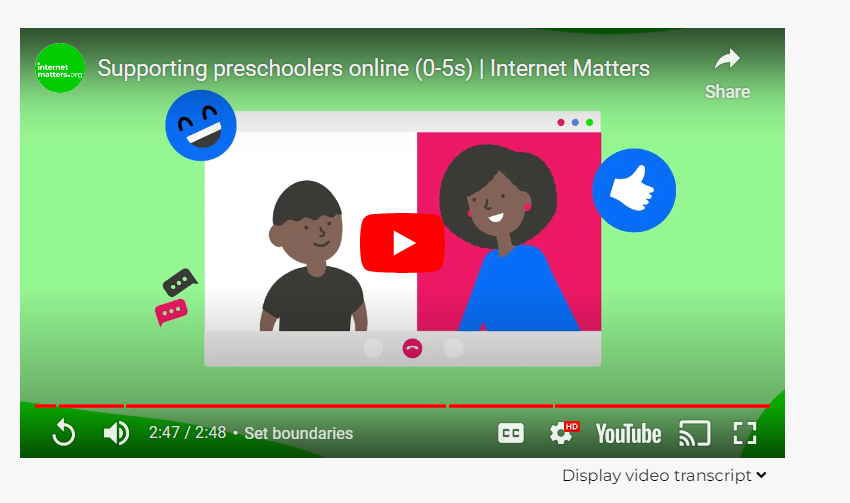 internet
matters.org
Supporting preschoolers online (0-5s) | Internet Matters
Share
2:47 / 2:48 • Set boundaries
CC
HD
YouTube
Display video transcript